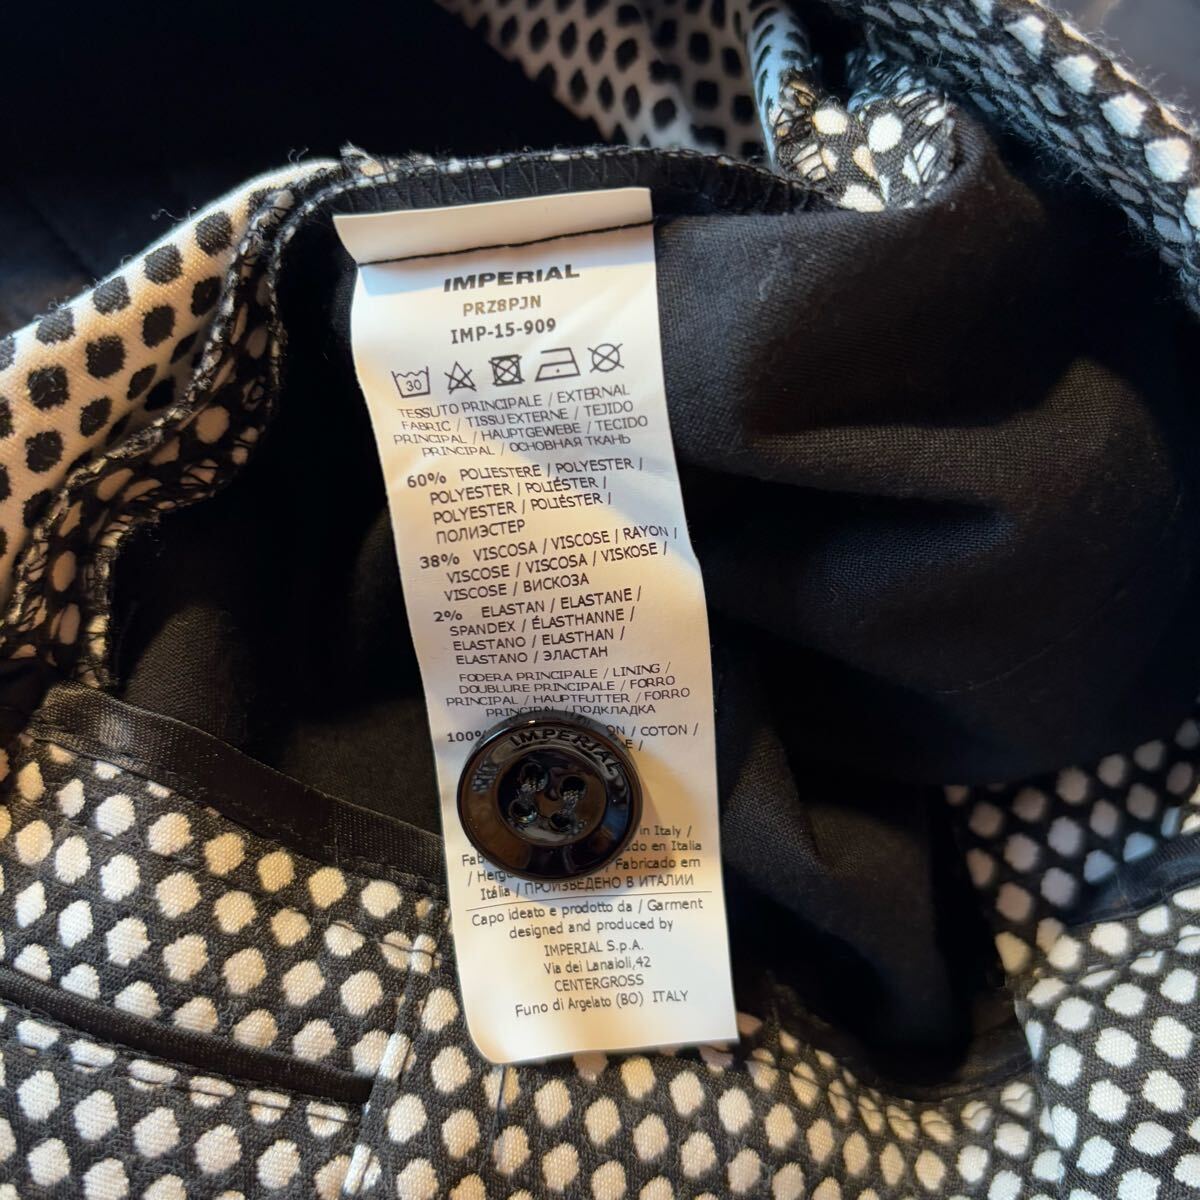 IMPERIAL
PRZ8PJN
IMP-15-909
30
TESSUTO PRINCIPALE / EXTERNAL
FABRIC / TISSU EXTERNE / TEJIDO
PRINCIPAL / HAUPTGEWEBE / TECIDO
PRINCIPAL / ОСНОВНАЯ ТКАНЬ
60% POLIESTERE / POLYESTER /
POLYESTER / POLYESTER /
POLYESTER / POLIÉSTER /
ПОЛИЭСТЕР
38% VISCOSA / VISCOSE / RAYON /
VISCOSE / VISCOSA / VISKOSE /
VISCOSE / ВИСКОЗА
2% ELASTAN / ELASTANE /
SPANDEX / ÉLASTHANNE /
ELASTANO / ELASTHAN /
ELASTANO / ЭЛАСТАН
FODERA PRINCIPALE / LINING /
DOUBLURE PRINCIPALE / FORRO
PRINCIPAL / HAUPTFUTTER / FORRO
PRINCIPAL / ПОДКЛАДКА
100% / COTON /
IMPERIAL
in Italy /
en Italia
/ Fabricado em
Itália / ПРОИЗВЕДЕНО В ИТАЛИИ
Capo ideato e prodotto da / Garment
designed and produced by
IMPERIAL S.p.A.
Via dei Lanaioli,42
CENTERGROSS
Funo di Argelato (BO) ITALY